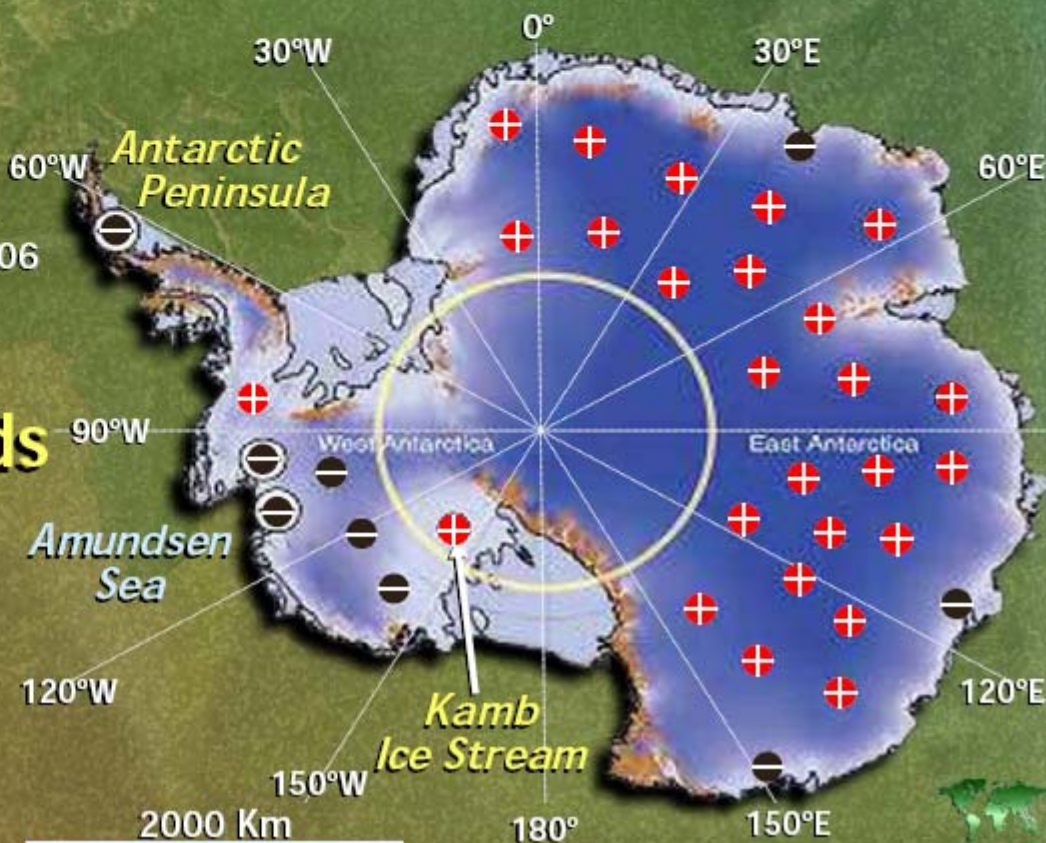 0°
30°W
30°E
Antarctic
Peninsula
60°W
60°E
06
ds
90°W
West Antarctica
East Antarctica
Amundsen
Sea
120°W
120°E
Kamb
Ice Stream
150°W
150°E
180°
2000 Km